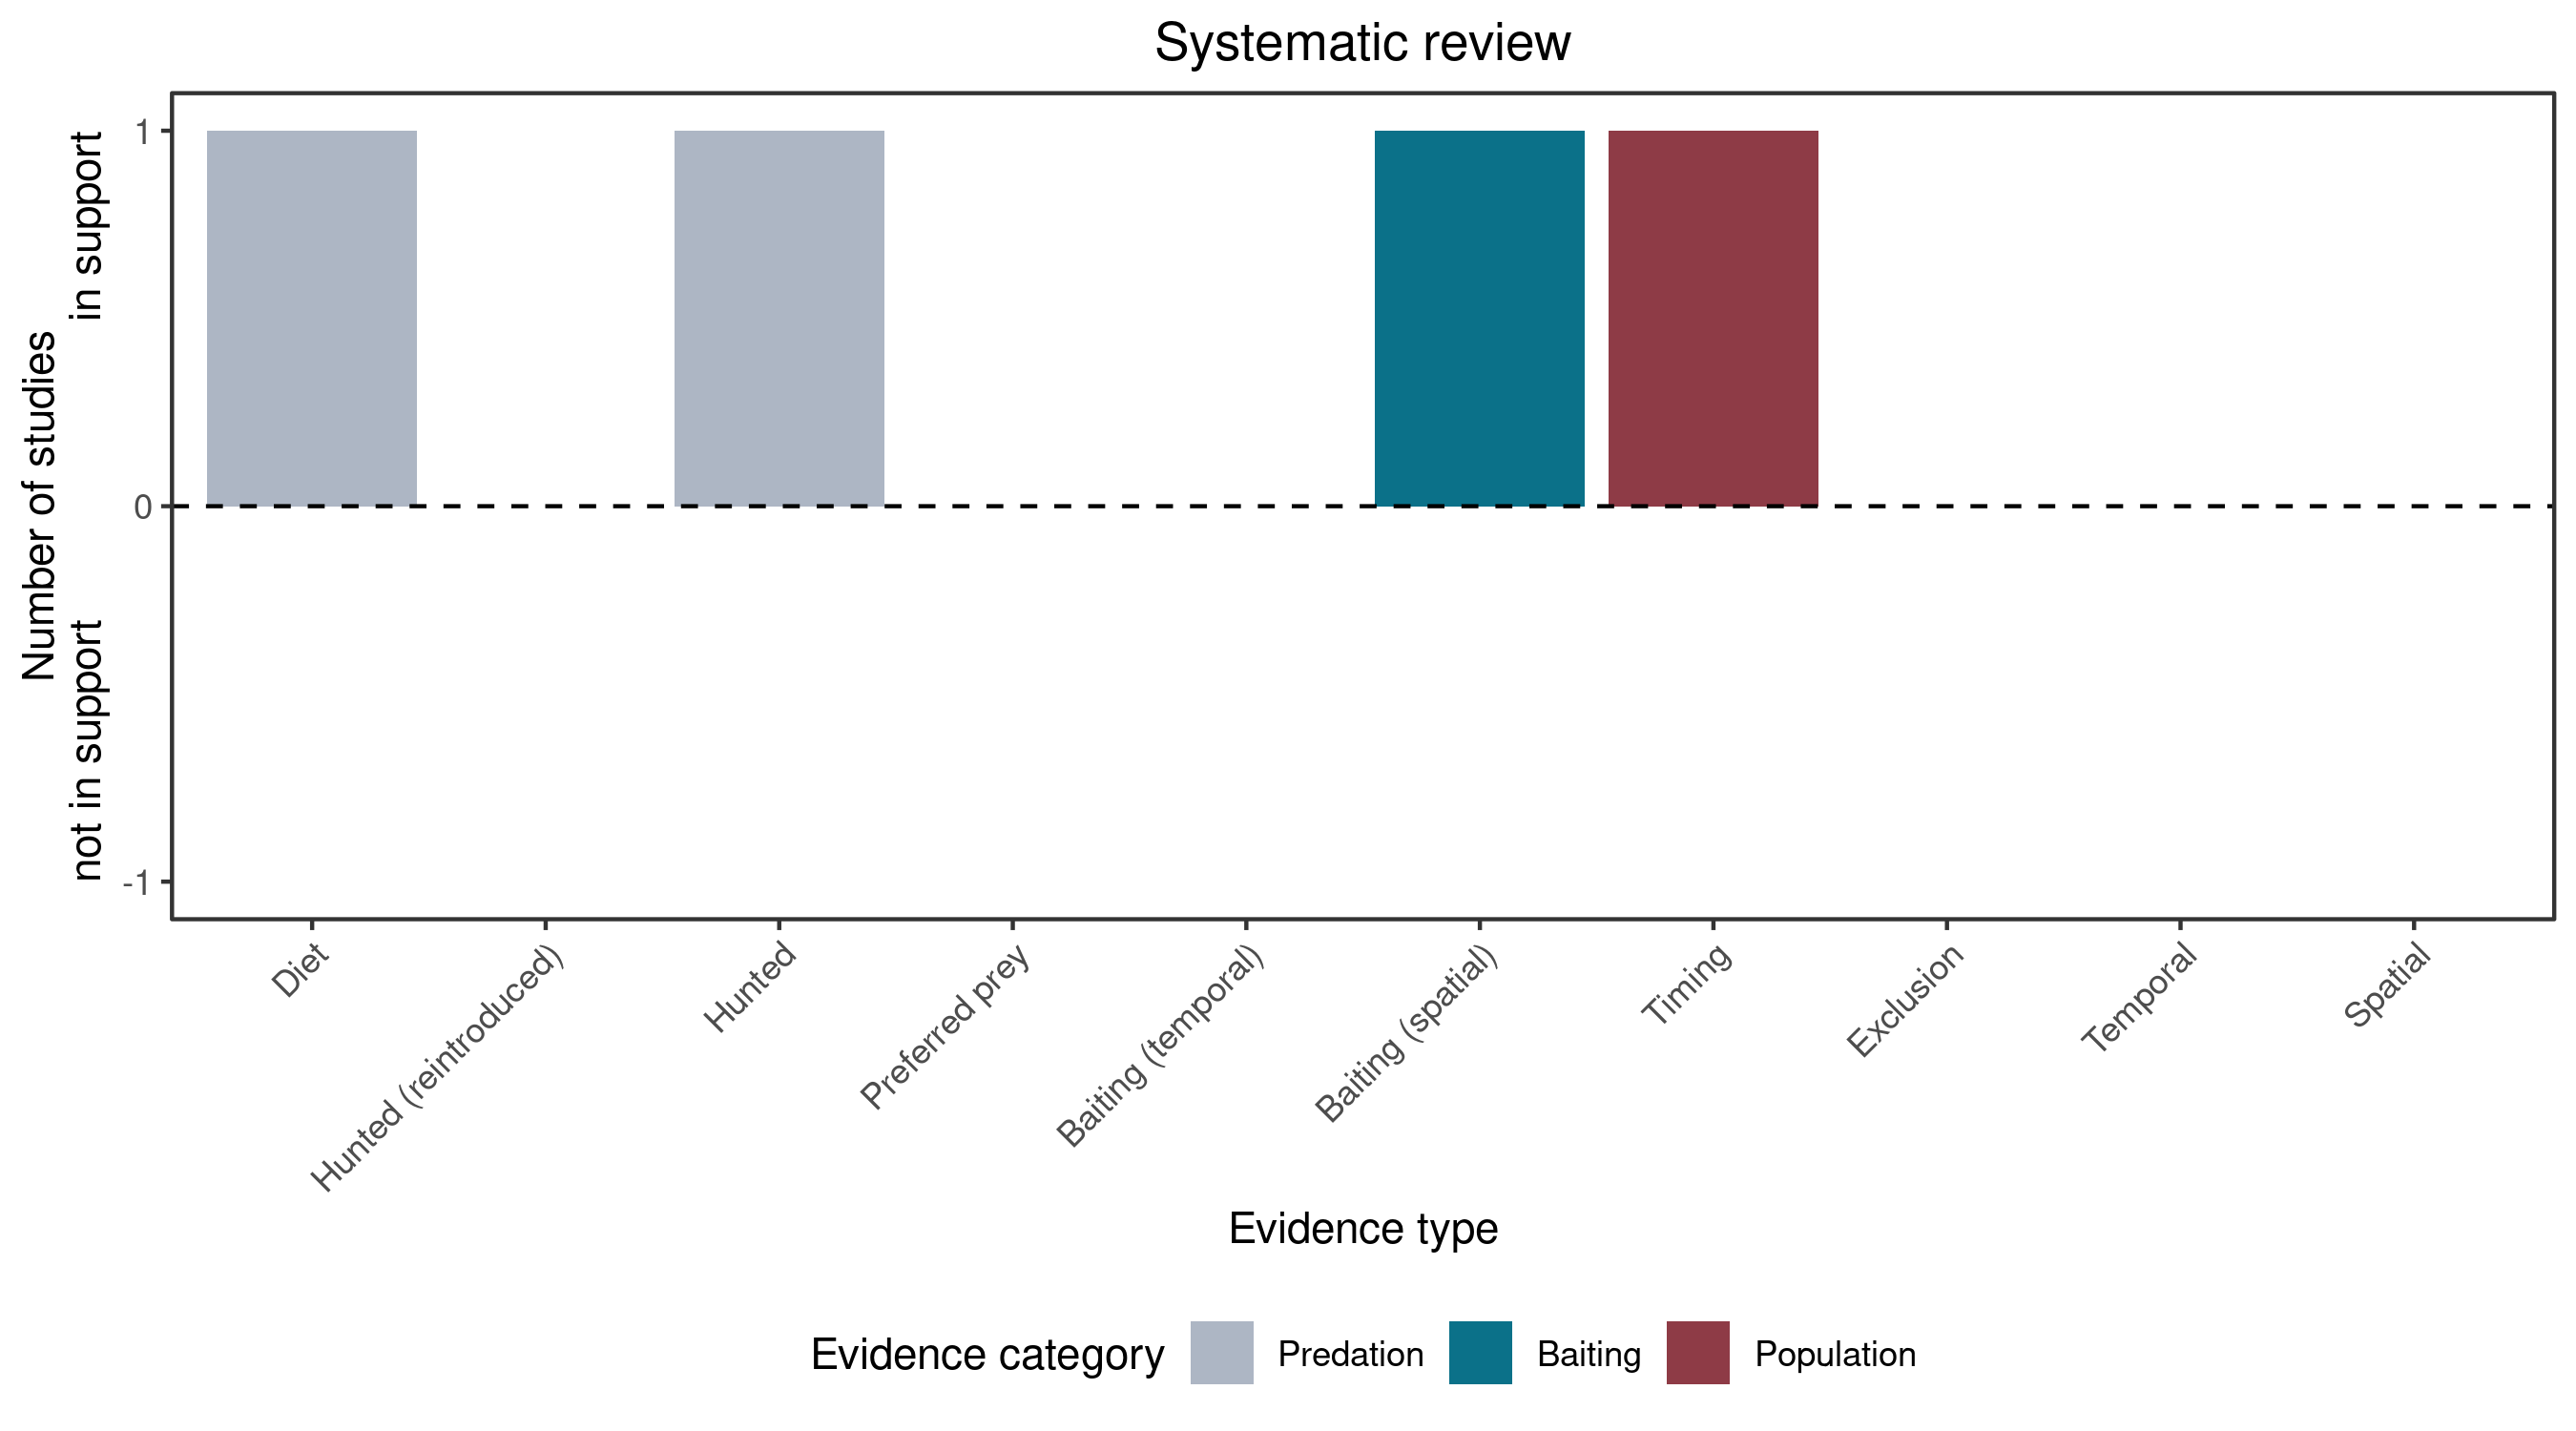 Systematic review
Number of studies
in support
not in support
1
0
-1
Diet
Hunted (reintroduced)
Hunted
Preferred prey
Baiting (temporal)
Baiting (spatial)
Timing
Exclusion
Temporal
Spatial
Evidence type
Evidence category
Predation
Baiting
Population